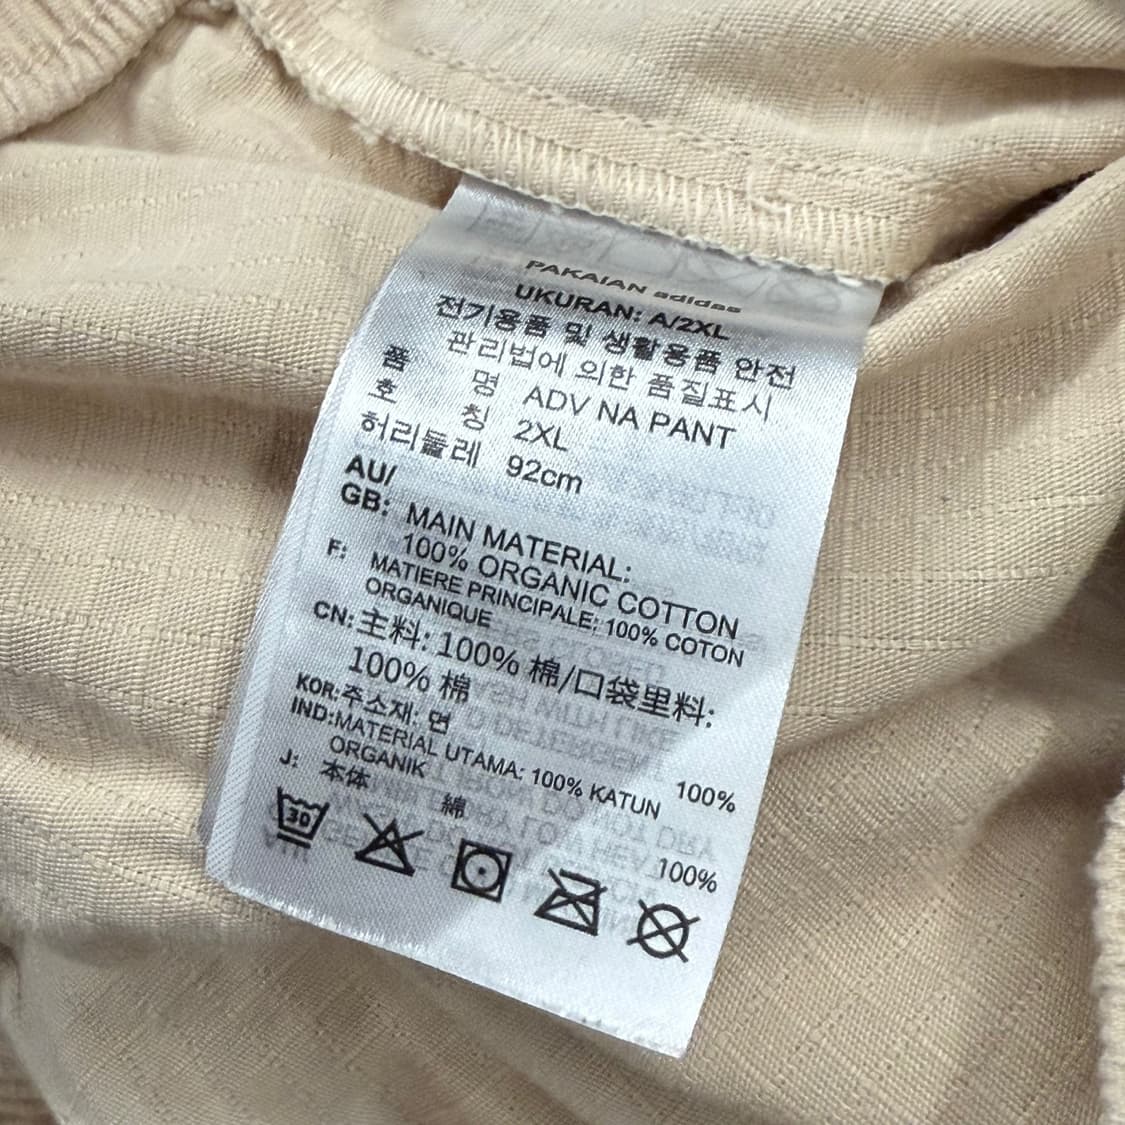 PAKAIAN adidas
UKURAN: A/2XL
전기용품 및 생활용품 안전
관리법에 의한 품질표시
품 명 ADV NA PANT
호 칭 2XL
허리둘레 92cm
AU/
GB: MAIN MATERIAL:
100% ORGANIC COTTON
F: MATIERE PRINCIPALE: 100% COTON
ORGANIQUE
CN: 主料: 100% 棉/口袋里料:
100% 棉
KOR: 주소재: 면 100%
IND: MATERIAL UTAMA: 100% KATUN
ORGANIK
J: 本体 綿 100%
30